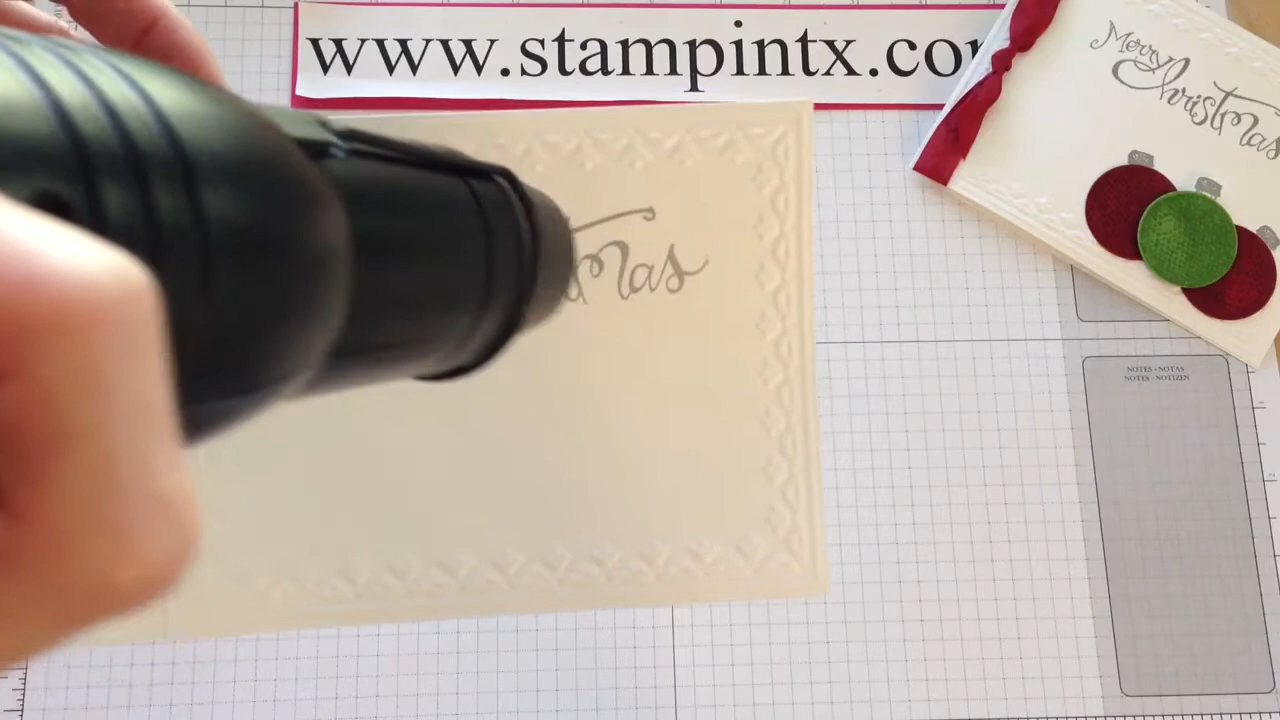 www.stampintx.co
Merry
Christmas
mas
NOTES • NOTAS
NOTES • NOTIZEN